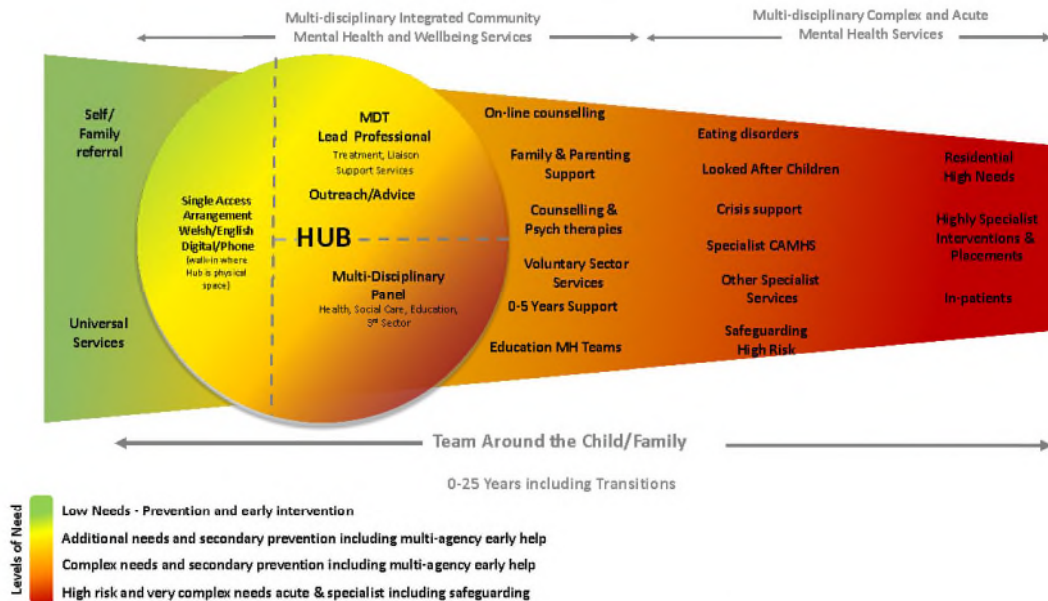 Multi-disciplinary Integrated Community
Mental Health and Wellbeing Services
Multi-disciplinary Complex and Acute
Mental Health Services
Self/
Family
referral
Universal
Services
Single Access
Arrangement
Welsh/English
Digital/Phone
(walk-in where
Hub is physical
space)
MDT
Lead Professional
Treatment, Liaison
Support Services
Outreach/Advice
HUB
Multi-Disciplinary
Panel
Health, Social Care, Education,
3rd Sector
On-line counselling
Family & Parenting
Support
Counselling &
Psych therapies
Voluntary Sector
Services
0-5 Years Support
Education MH Teams
Eating disorders
Looked After Children
Crisis support
Specialist CAMHS
Other Specialist
Services
Safeguarding
High Risk
Residential
High Needs
Highly Specialist
Interventions &
Placements
In-patients
Team Around the Child/Family
0-25 Years including Transitions
Levels of Need
Low Needs - Prevention and early intervention
Additional needs and secondary prevention including multi-agency early help
Complex needs and secondary prevention including multi-agency early help
High risk and very complex needs acute & specialist including safeguarding